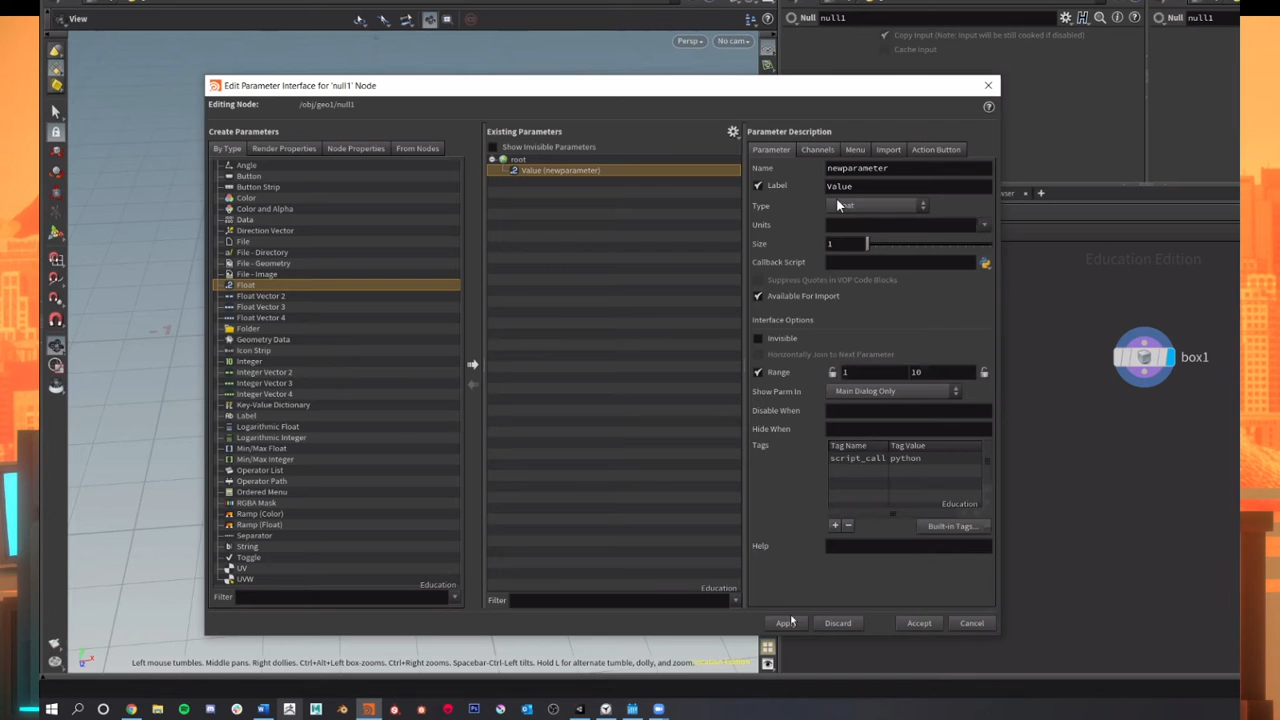 View
Null null1
Null null1
Persp
No cam
Copy Input (Note: Input will be still cooked if disabled)
Cache Input
Edit Parameter Interface for 'null1' Node
Editing Node: /obj/geo1/null1
Create Parameters
By Type Render Properties Node Properties From Nodes
Angle
Button
Button Strip
Color
Color and Alpha
Data
Direction Vector
File
File - Directory
File - Geometry
File - Image
Float
Float Vector 2
Float Vector 3
Float Vector 4
Folder
Geometry Data
Icon Strip
Integer
Integer Vector 2
Integer Vector 3
Integer Vector 4
Key-Value Dictionary
Label
Logarithmic Float
Logarithmic Integer
Min/Max Float
Min/Max Integer
Operator List
Operator Path
Ordered Menu
RGBA Mask
Ramp (Color)
Ramp (Float)
Separator
String
Toggle
UV
UVW
Education
Filter
Existing Parameters
Show Invisible Parameters
root
Value (newparameter)
Education
Filter
Parameter Description
Parameter Channels Menu Import Action Button
Name newparameter
Label Value
Type
Units
Size 1
Callback Script
Suppress Quotes in VOP Code Blocks
Available For Import
Interface Options
Invisible
Horizontally Join to Next Parameter
Range 1 10
Show Parm In Main Dialog Only
Disable When
Hide When
Tags Tag Name Tag Value
script_call python
Education
+ − Built-in Tags...
Help
Discard Accept Cancel
Education Edition
box1
Left mouse tumbles. Middle pans. Right dollies. Ctrl+Alt+Left box-zooms. Ctrl+Right zooms. Spacebar-Ctrl-Left tilts. Hold L for alternate tumble, dolly, and zoom.